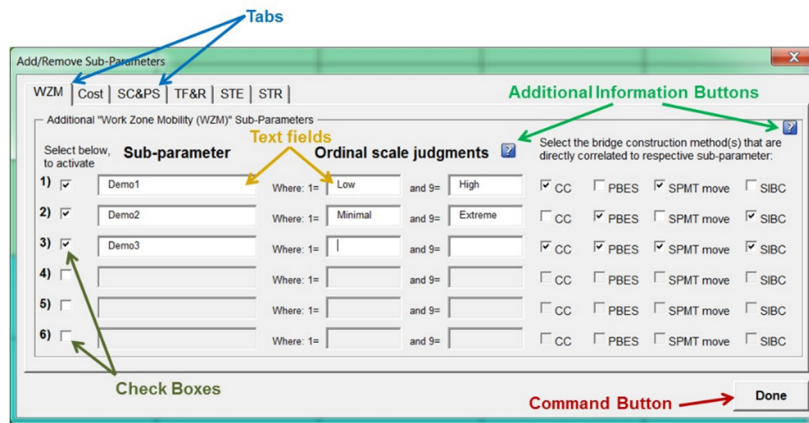 Tabs
Add/Remove Sub-Parameters
WZM Cost SC&PS TF&R STE STR
Additional Information Buttons
Additional "Work Zone Mobility (WZM)" Sub-Parameters
Text fields
Select below, to activate
Sub-parameter
Ordinal scale judgments
Select the bridge construction method(s) that are
directly correlated to respective sub-parameter:
1) Demo1 Where: 1= Low and 9= High CC PBES SPMT move SIBC
2) Demo2 Where: 1= Minimal and 9= Extreme CC PBES SPMT move SIBC
3) Demo3 Where: 1= and 9= CC PBES SPMT move SIBC
4) Where: 1= and 9= CC PBES SPMT move SIBC
5) Where: 1= and 9= CC PBES SPMT move SIBC
6) Where: 1= and 9= CC PBES SPMT move SIBC
Check Boxes
Command Button
Done